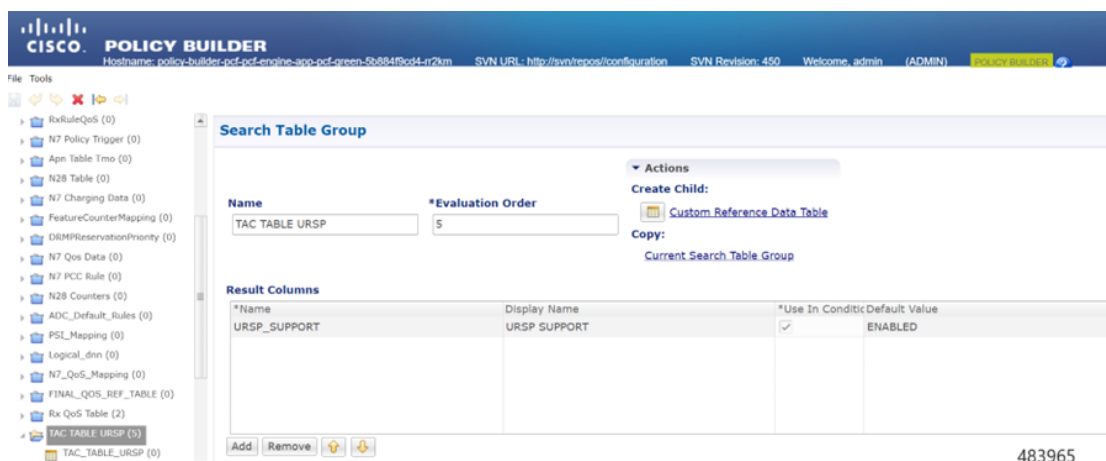 CISCO. POLICY BUILDER
Hostname: policy-builder-pcf-pcf-engine-app-pcf-green-5b884f9cd4-rr2km SVN URL: http://svn/repos//configuration SVN Revision: 450 Welcome, admin (ADMIN) POLICY BUILDER
File Tools
RxRuleQoS (0)
N7 Policy Trigger (0)
Apn Table Tmo (0)
N28 Table (0)
N7 Charging Data (0)
FeatureCounterMapping (0)
DRMPReservationPriority (0)
N7 Qos Data (0)
N7 PCC Rule (0)
N28 Counters (0)
ADC_Default_Rules (0)
PSI_Mapping (0)
Logical_dnn (0)
N7_QoS_Mapping (0)
FINAL_QOS_REF_TABLE (0)
Rx QoS Table (2)
TAC TABLE URSP (5)
TAC_TABLE_URSP (0)
Search Table Group
Name *Evaluation Order
TAC TABLE URSP 5
Actions
Create Child:
Custom Reference Data Table
Copy:
Current Search Table Group
Result Columns
*Name Display Name *Use In Conditic Default Value
URSP_SUPPORT URSP SUPPORT ENABLED
Add Remove
483965